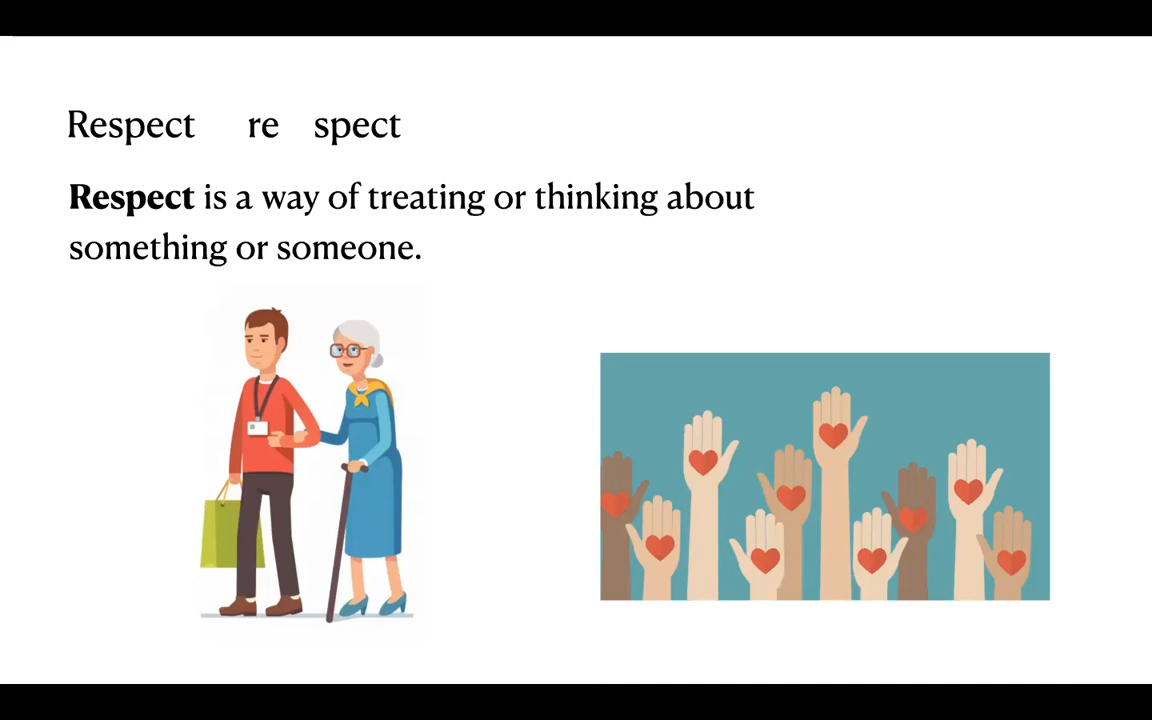 Respect re spect
Respect is a way of treating or thinking about
something or someone.